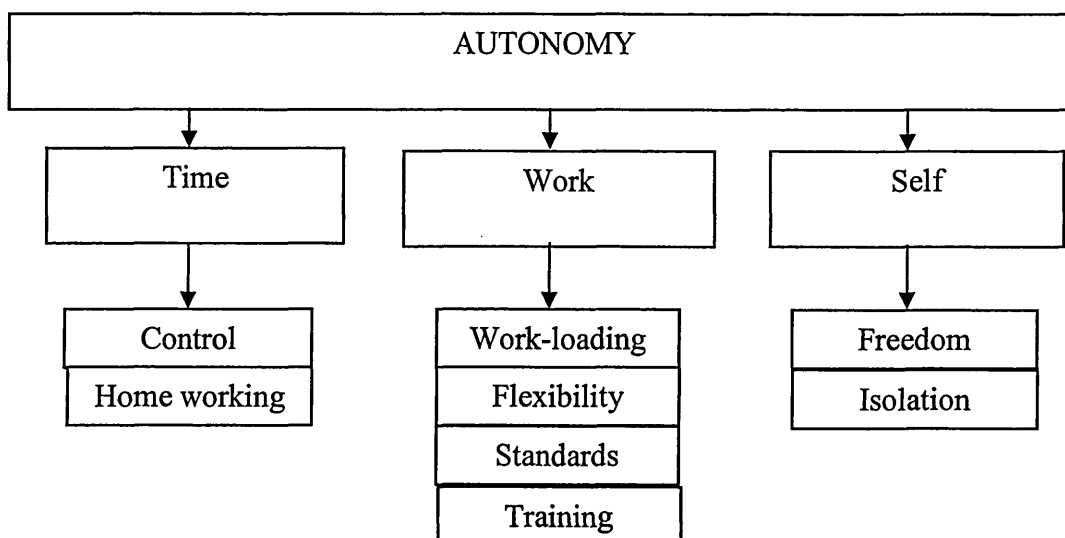 AUTONOMY
Time
Work
Self
Control
Home working
Work-loading
Flexibility
Standards
Training
Freedom
Isolation